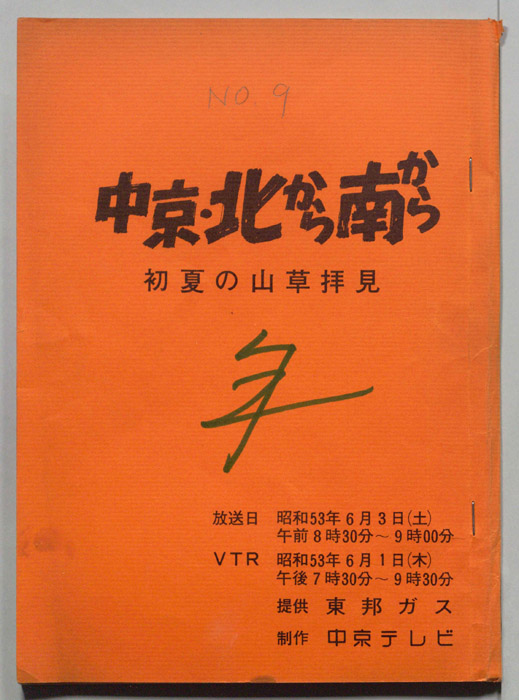 NO 9
中京・北から南から
初夏の山草拝見
放送日 昭和53年6月3日(土)
午前8時30分～9時00分
VTR 昭和53年6月1日(木)
午後7時30分～9時30分
提供 東邦ガス
制作 中京テレビ